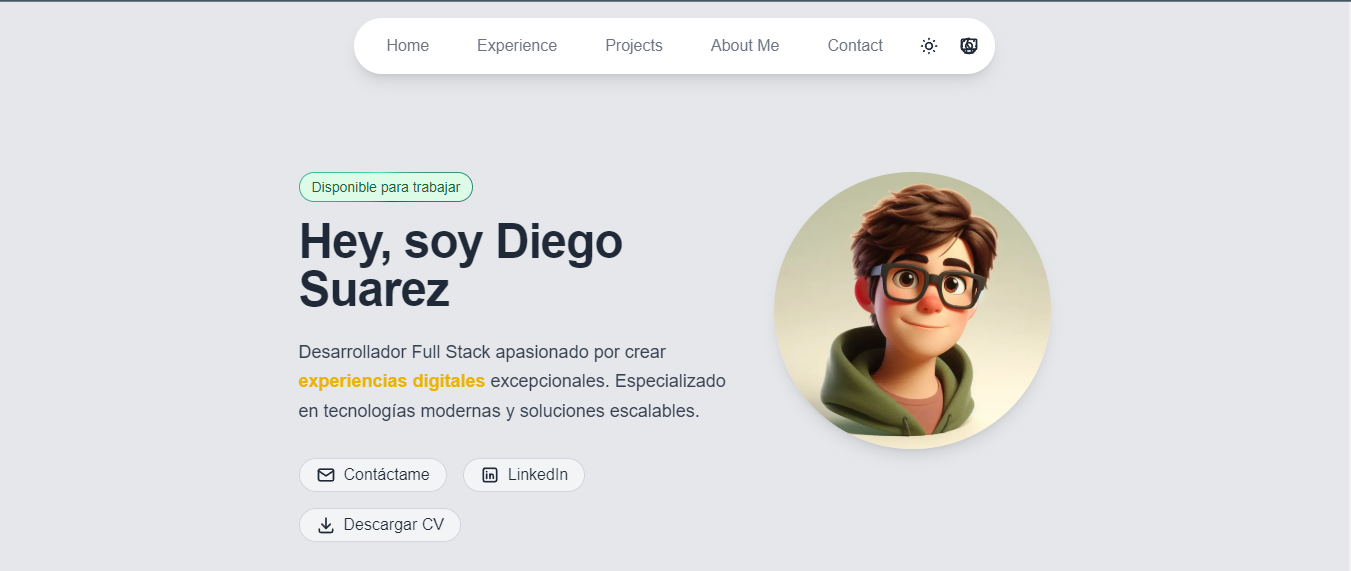 Home Experience Projects About Me Contact
Disponible para trabajar
Hey, soy Diego
Suarez
Desarrollador Full Stack apasionado por crear
experiencias digitales excepcionales. Especializado
en tecnologías modernas y soluciones escalables.
Contáctame LinkedIn
Descargar CV